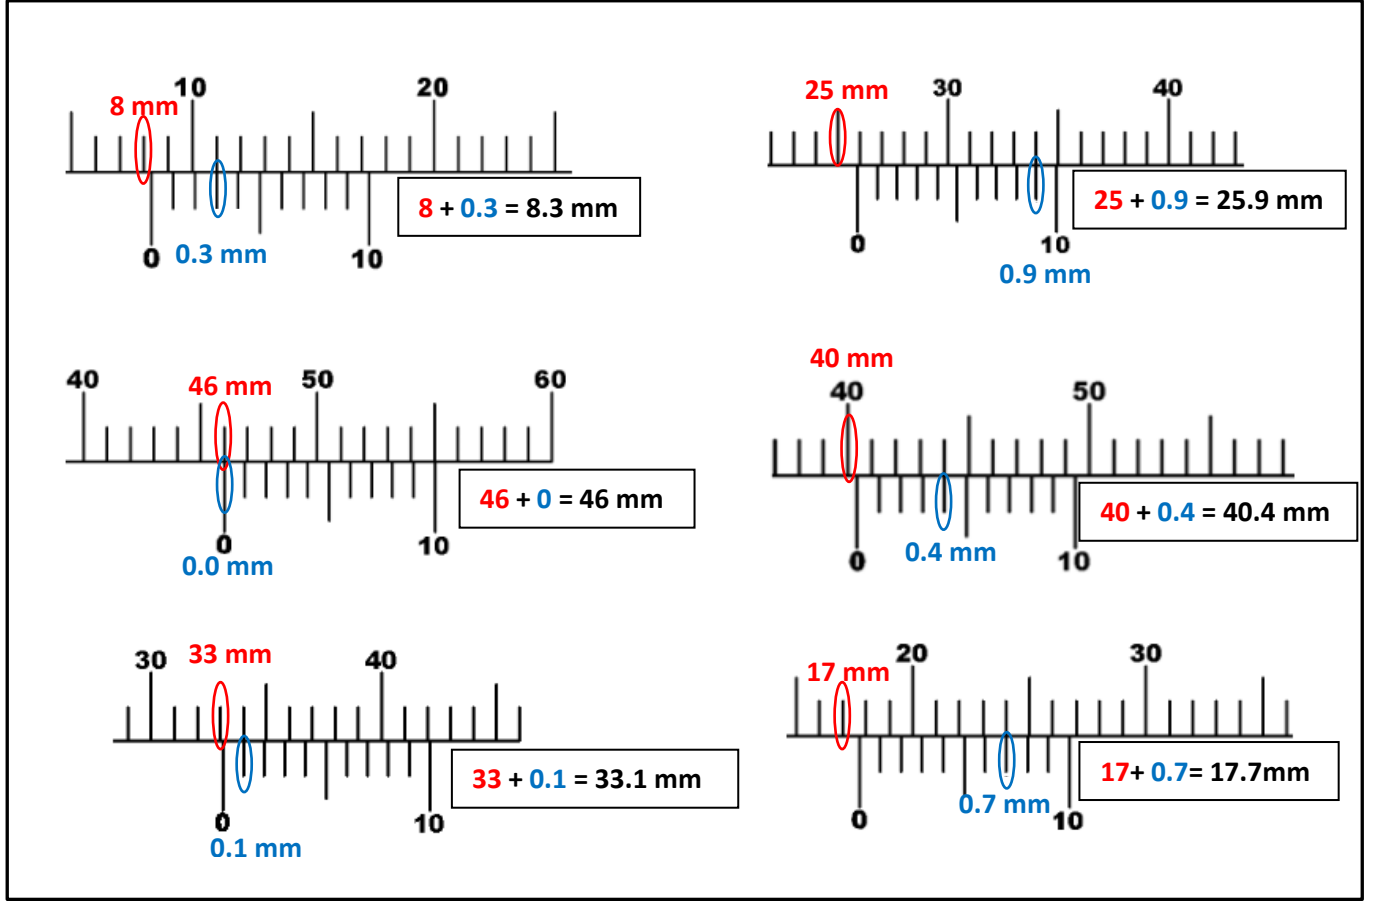 10 20
8 mm
8 + 0.3 = 8.3 mm
0 0.3 mm 10
25 mm 30 40
25 + 0.9 = 25.9 mm
0 10
0.9 mm
40 46 mm 50 60
46 + 0 = 46 mm
0 10
0.0 mm
40 mm
40 50
40 + 0.4 = 40.4 mm
0 0.4 mm 10
30 33 mm 40
33 + 0.1 = 33.1 mm
0 10
0.1 mm
17 mm 20 30
17+ 0.7= 17.7mm
0 0.7 mm 10